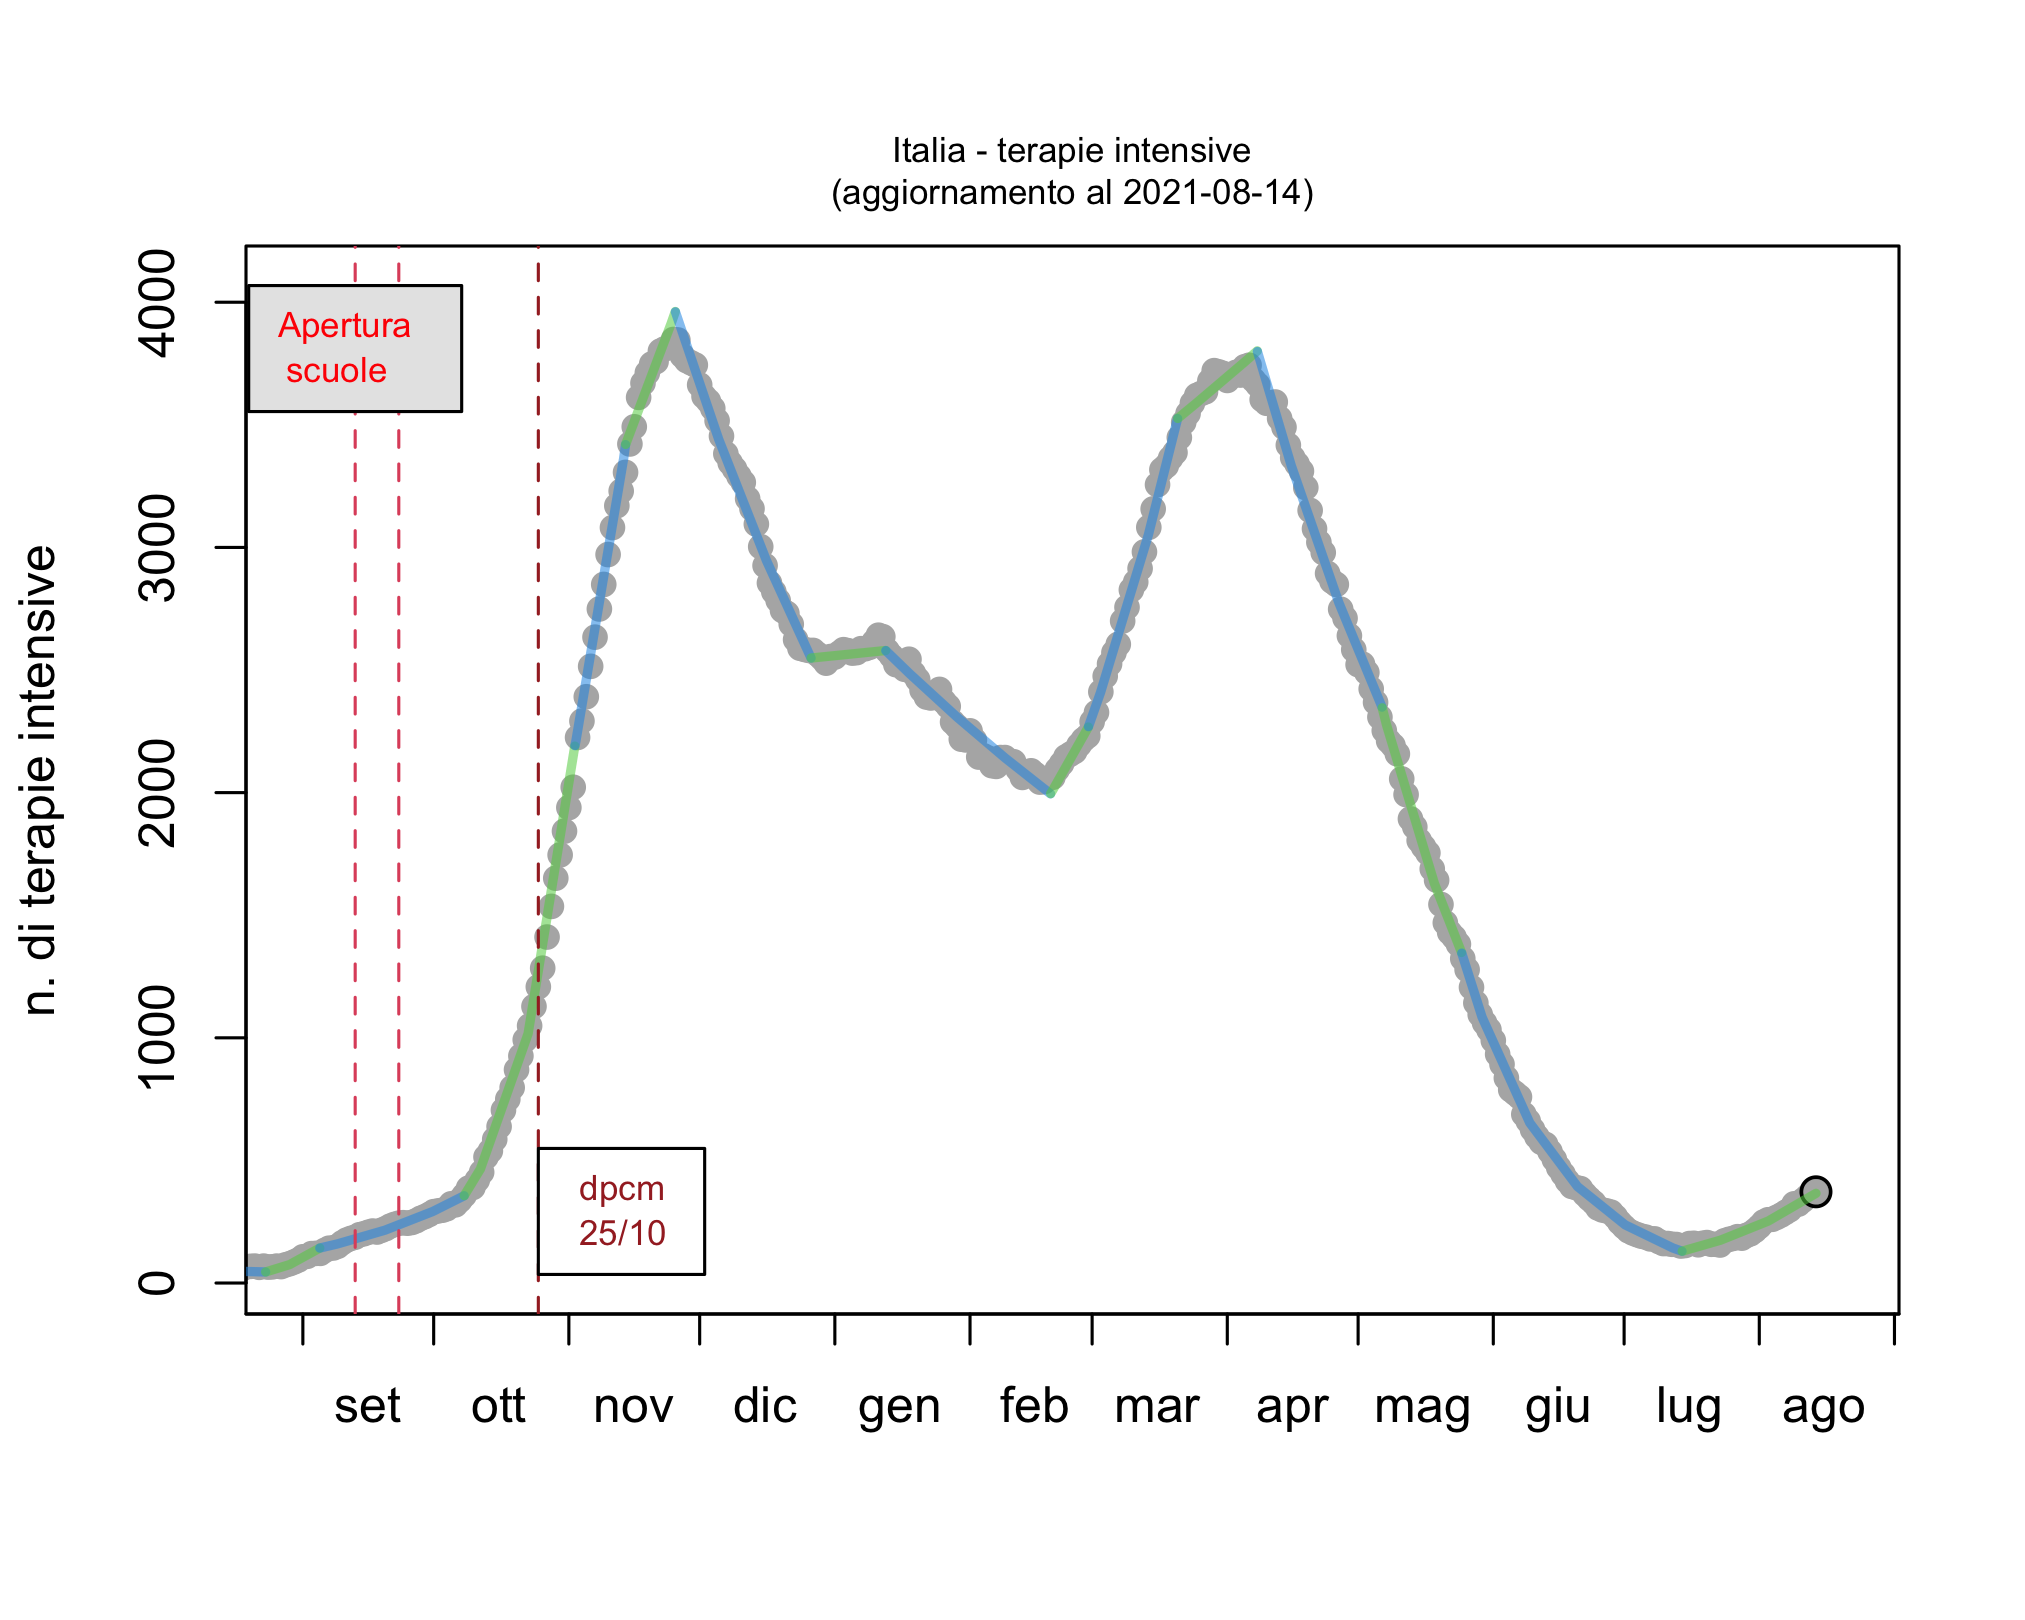 Italia - terapie intensive
(aggiornamento al 2021-08-14)
n. di terapie intensive
4000
3000
2000
1000
0
Apertura
scuole
dpcm
25/10
set ott nov dic gen feb mar apr mag giu lug ago